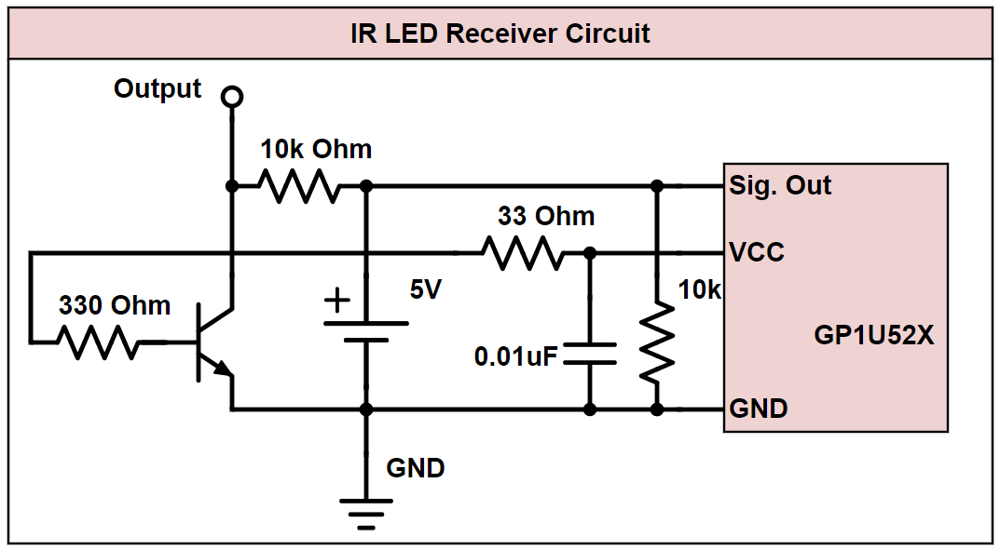 IR LED Receiver Circuit
Output
10k Ohm
Sig. Out
33 Ohm
VCC
5V
10k
330 Ohm
GP1U52X
0.01uF
GND
GND